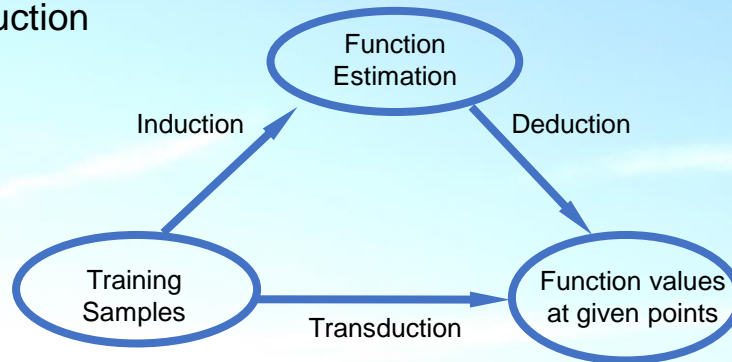 uction
Function
Estimation
Induction
Deduction
Training
Samples
Function values
at given points
Transduction